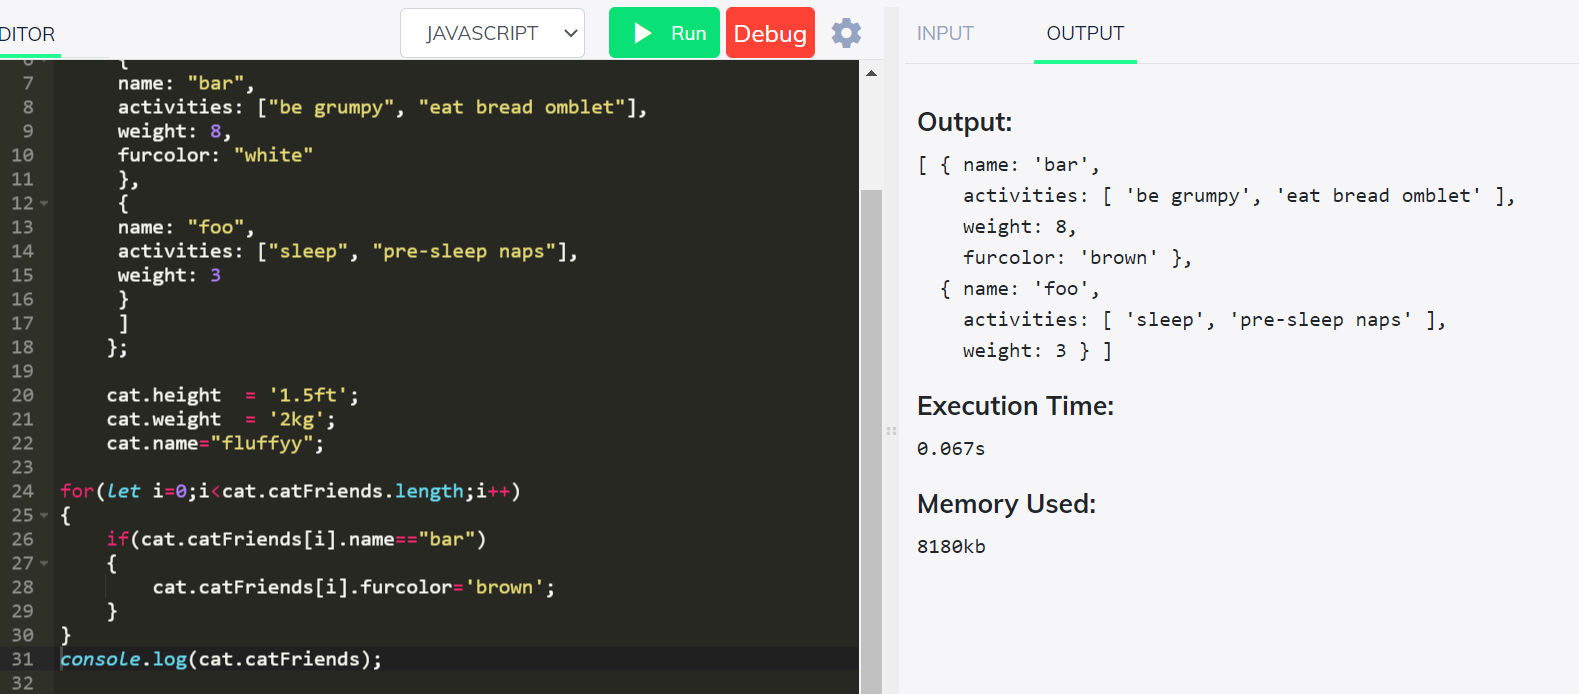 DITOR
JAVASCRIPT
Run
Debug
INPUT
OUTPUT
6 {
7 name: "bar",
8 activities: ["be grumpy", "eat bread omblet"],
9 weight: 8,
10 furcolor: "white"
11 },
12 {
13 name: "foo",
14 activities: ["sleep", "pre-sleep naps"],
15 weight: 3
16 }
17 ]
18 };
19
20 cat.height  = '1.5ft';
21 cat.weight  = '2kg';
22 cat.name="fluffyy";
23
24 for(let i=0;i<cat.catFriends.length;i++)
25 {
26 if(cat.catFriends[i].name=="bar")
27 {
28 cat.catFriends[i].furcolor='brown';
29 }
30 }
31 console.log(cat.catFriends);
32
Output:
[ { name: 'bar',
activities: [ 'be grumpy', 'eat bread omblet' ],
weight: 8,
furcolor: 'brown' },
{ name: 'foo',
activities: [ 'sleep', 'pre-sleep naps' ],
weight: 3 } ]
Execution Time:
0.067s
Memory Used:
8180kb